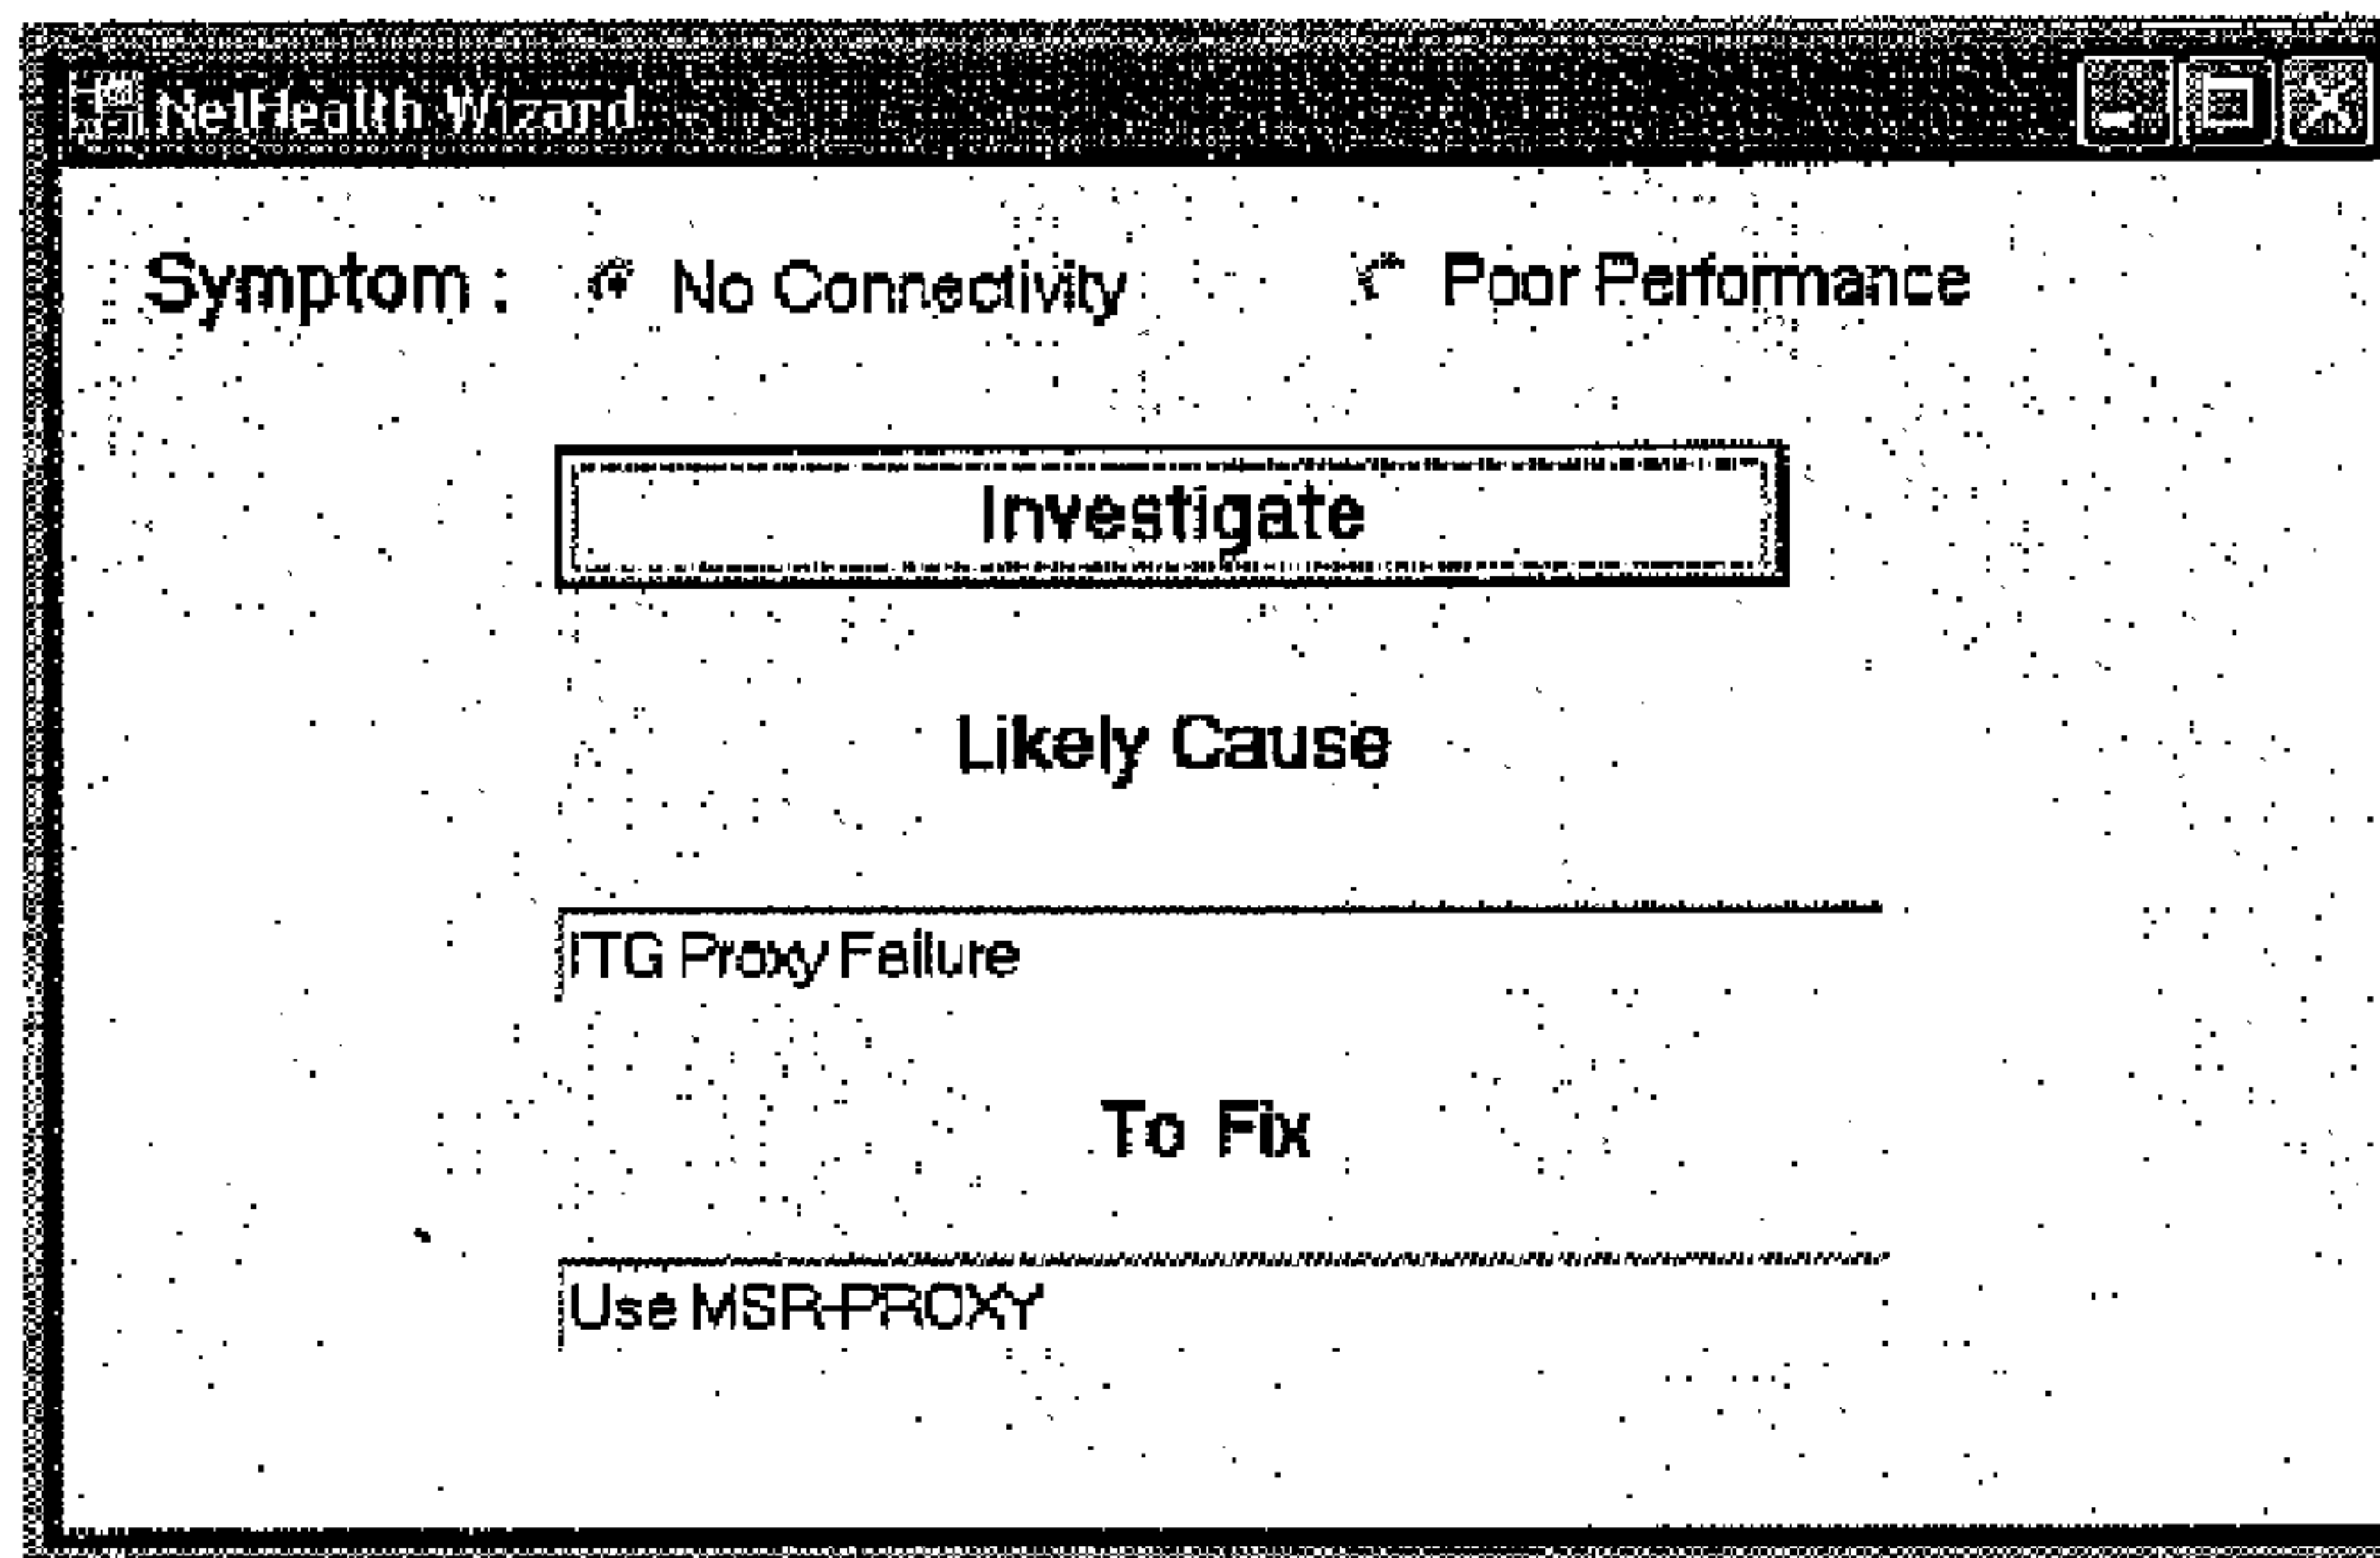 NetHealth Wizard
Symptom : No Connectivity Poor Performance
Investigate
Likely Cause
ITG Proxy Failure
To Fix
Use MSR-PROXY